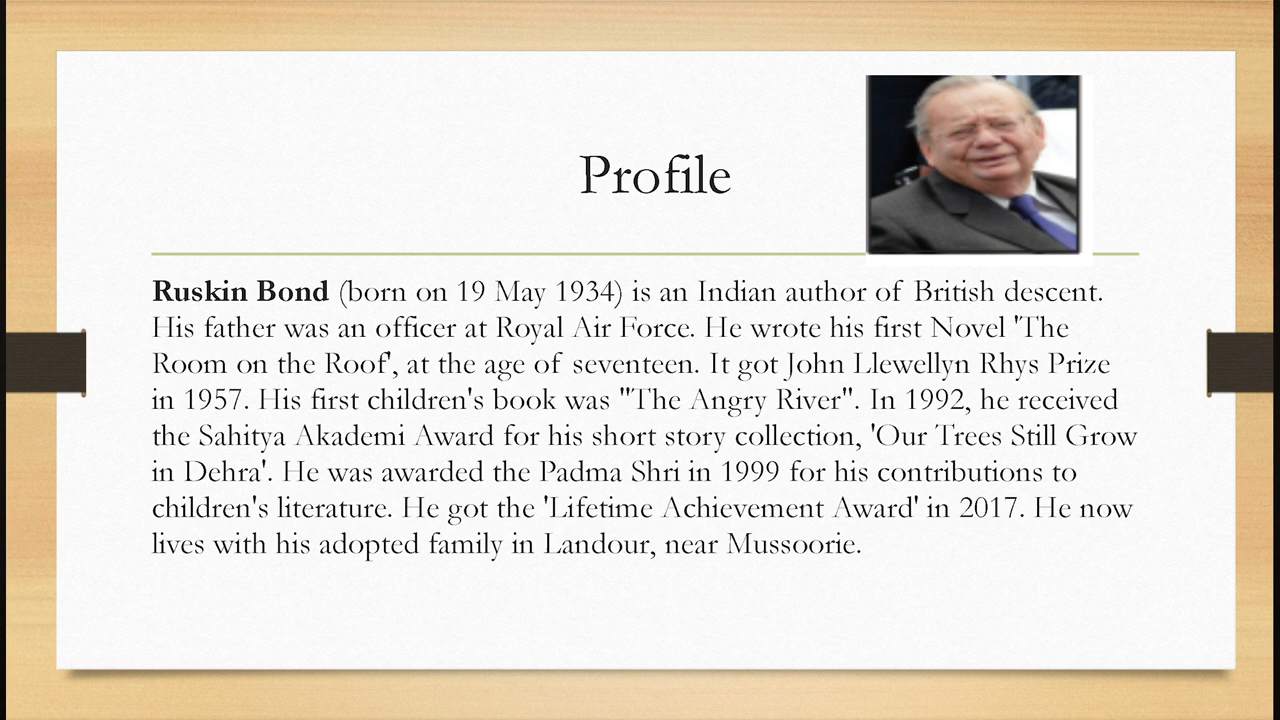 Profile
Ruskin Bond (born on 19 May 1934) is an Indian author of British descent.
His father was an officer at Royal Air Force. He wrote his first Novel 'The
Room on the Roof', at the age of seventeen. It got John Llewellyn Rhys Prize
in 1957. His first children's book was "The Angry River". In 1992, he received
the Sahitya Akademi Award for his short story collection, 'Our Trees Still Grow
in Dehra'. He was awarded the Padma Shri in 1999 for his contributions to
children's literature. He got the 'Lifetime Achievement Award' in 2017. He now
lives with his adopted family in Landour, near Mussoorie.